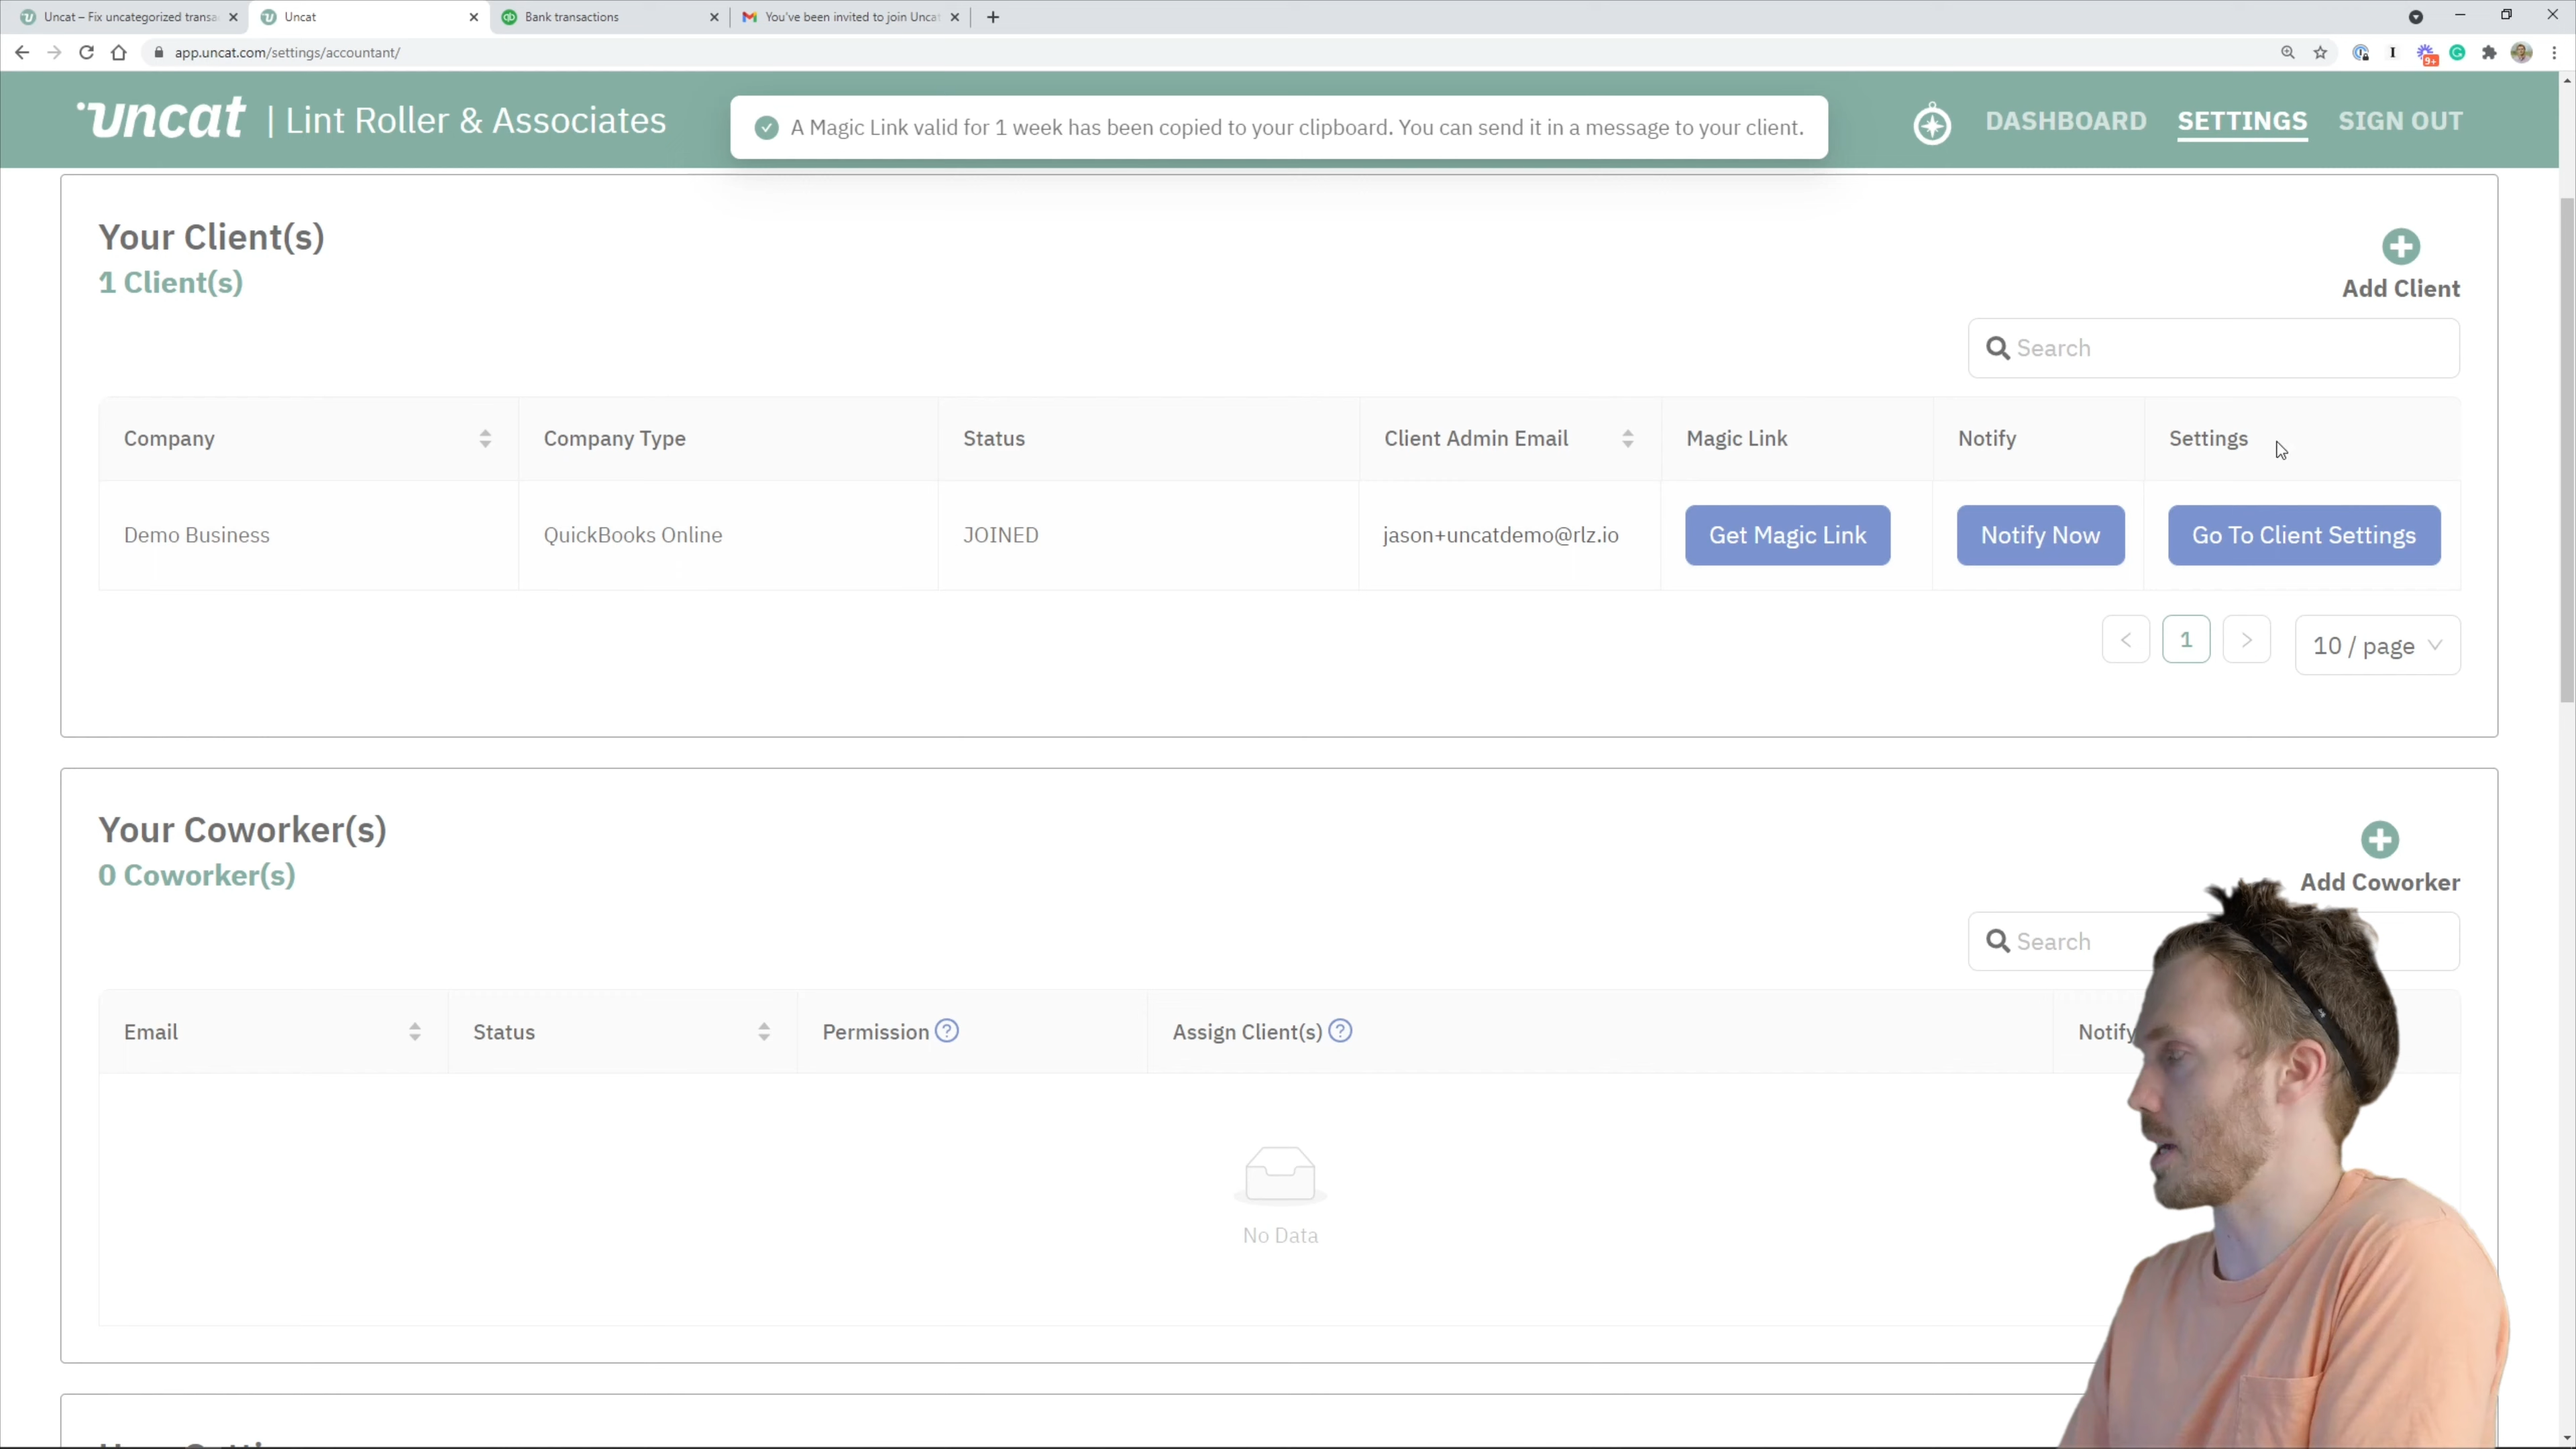 Uncat – Fix uncategorized transa
Uncat
Bank transactions
You've been invited to join Uncat
app.uncat.com/settings/accountant/
9+
uncat | Lint Roller & Associates
A Magic Link valid for 1 week has been copied to your clipboard. You can send it in a message to your client.
DASHBOARD SETTINGS SIGN OUT
Your Client(s)
1 Client(s)
Add Client
Search
Company Company Type Status Client Admin Email Magic Link Notify Settings
Demo Business QuickBooks Online JOINED jason+uncatdemo@rlz.io Get Magic Link Notify Now Go To Client Settings
< 1 > 10 / page
Your Coworker(s)
0 Coworker(s)
Add Coworker
Search
Email Status Permission ? Assign Client(s) ? Notify
No Data